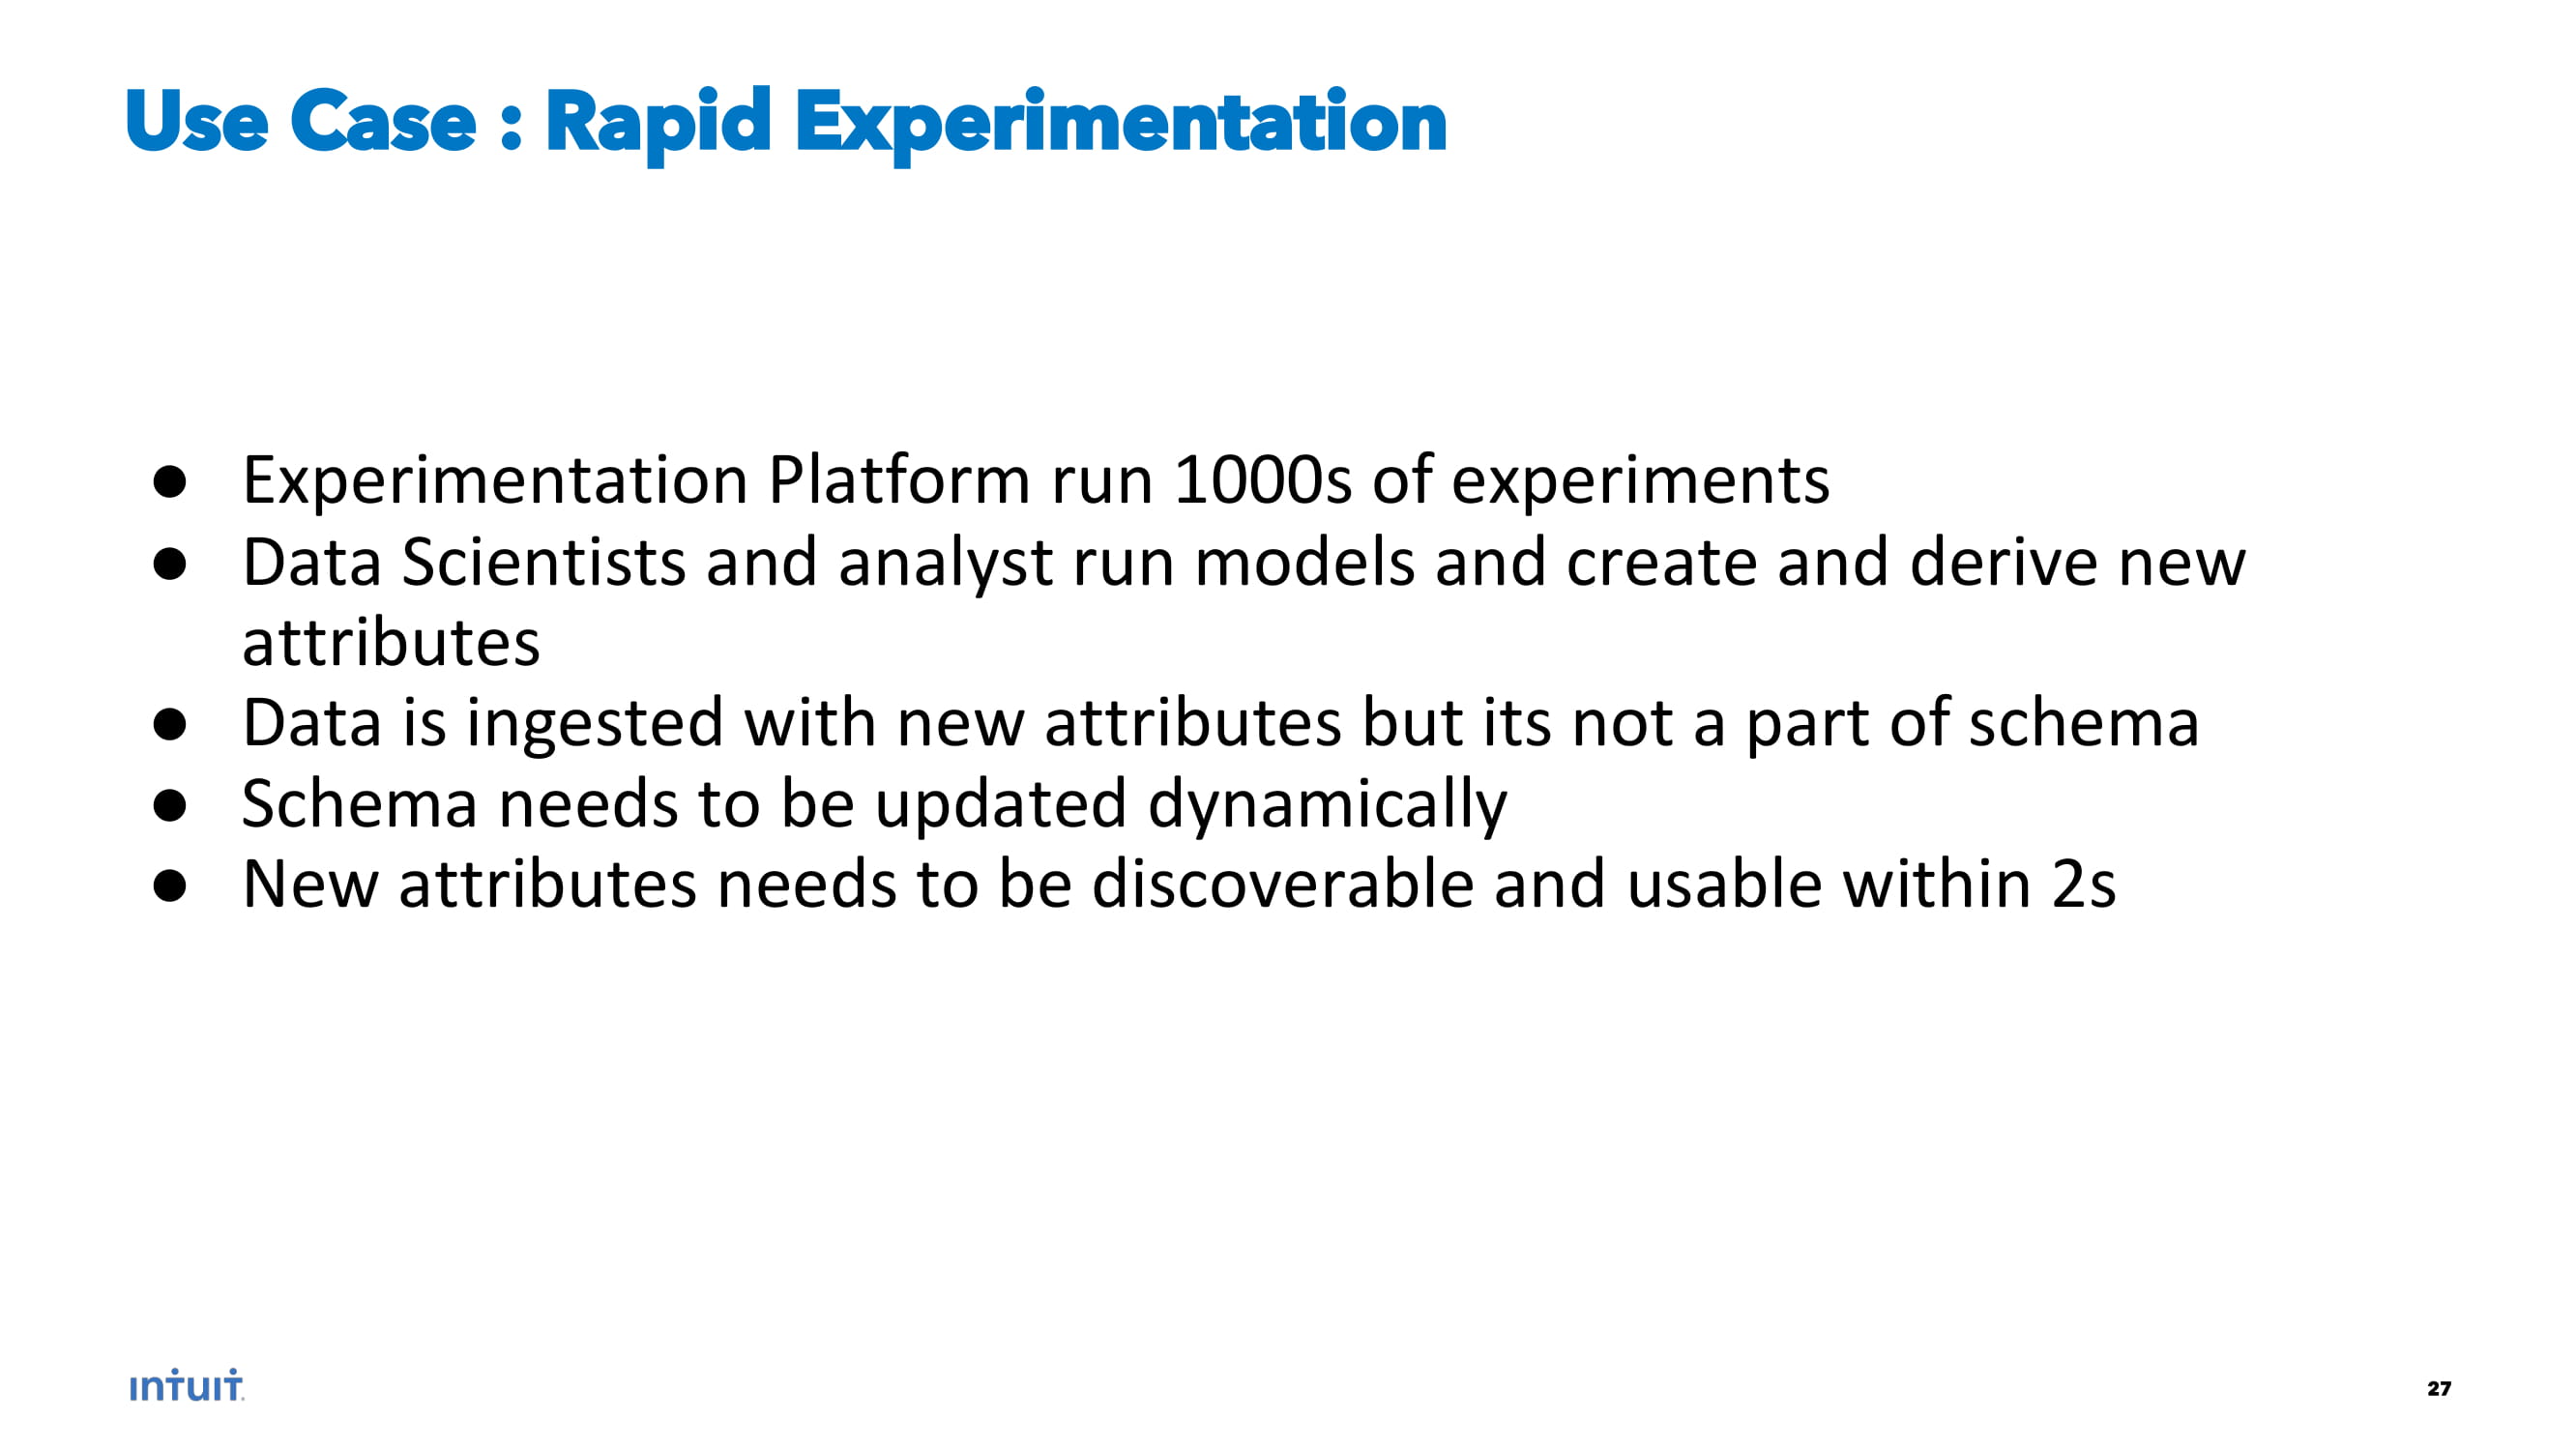 Use Case : Rapid Experimentation
● Experimentation Platform run 1000s of experiments
● Data Scientists and analyst run models and create and derive new
attributes
● Data is ingested with new attributes but its not a part of schema
● Schema needs to be updated dynamically
● New attributes needs to be discoverable and usable within 2s
intuit.
27